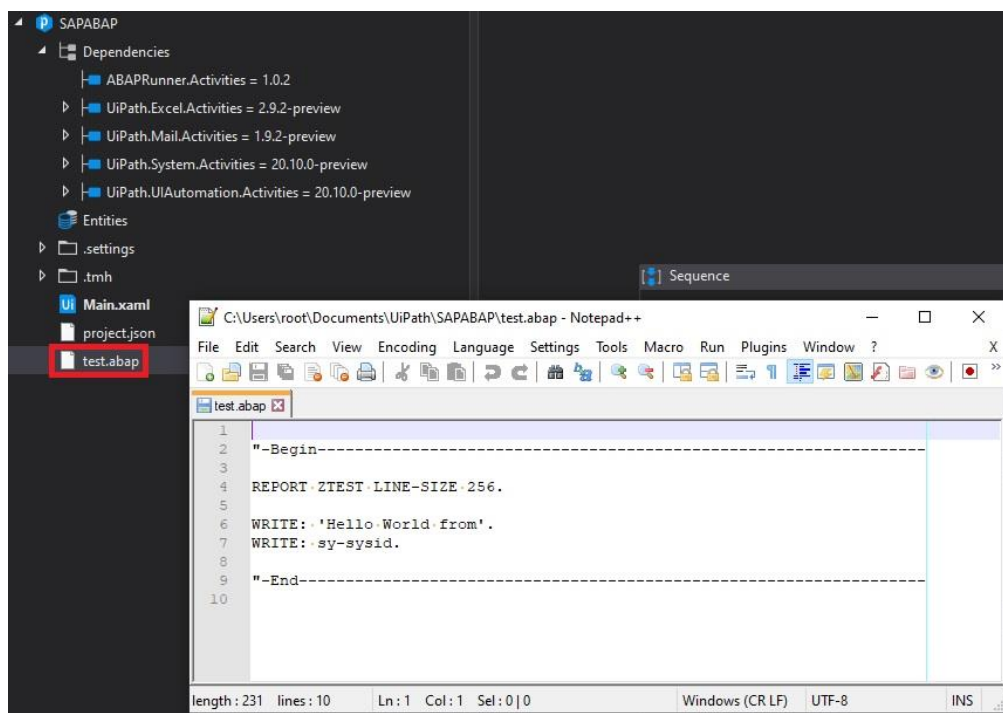 SAPABAP
Dependencies
ABAPRunner.Activities = 1.0.2
UiPath.Excel.Activities = 2.9.2-preview
UiPath.Mail.Activities = 1.9.2-preview
UiPath.System.Activities = 20.10.0-preview
UiPath.UIAutomation.Activities = 20.10.0-preview
Entities
.settings
.tmh
Ui Main.xaml
project.json
test.abap
Sequence
C:\Users\root\Documents\UiPath\SAPABAP\test.abap - Notepad++
File Edit Search View Encoding Language Settings Tools Macro Run Plugins Window ? X
test.abap
1
2 "-Begin-----------------------------------------------------------------
3
4 REPORT ZTEST LINE-SIZE 256.
5
6 WRITE: 'Hello World from'.
7 WRITE: sy-sysid.
8
9 "-End-------------------------------------------------------------------
10
length : 231 lines : 10 Ln : 1 Col : 1 Sel : 0 | 0 Windows (CR LF) UTF-8 INS